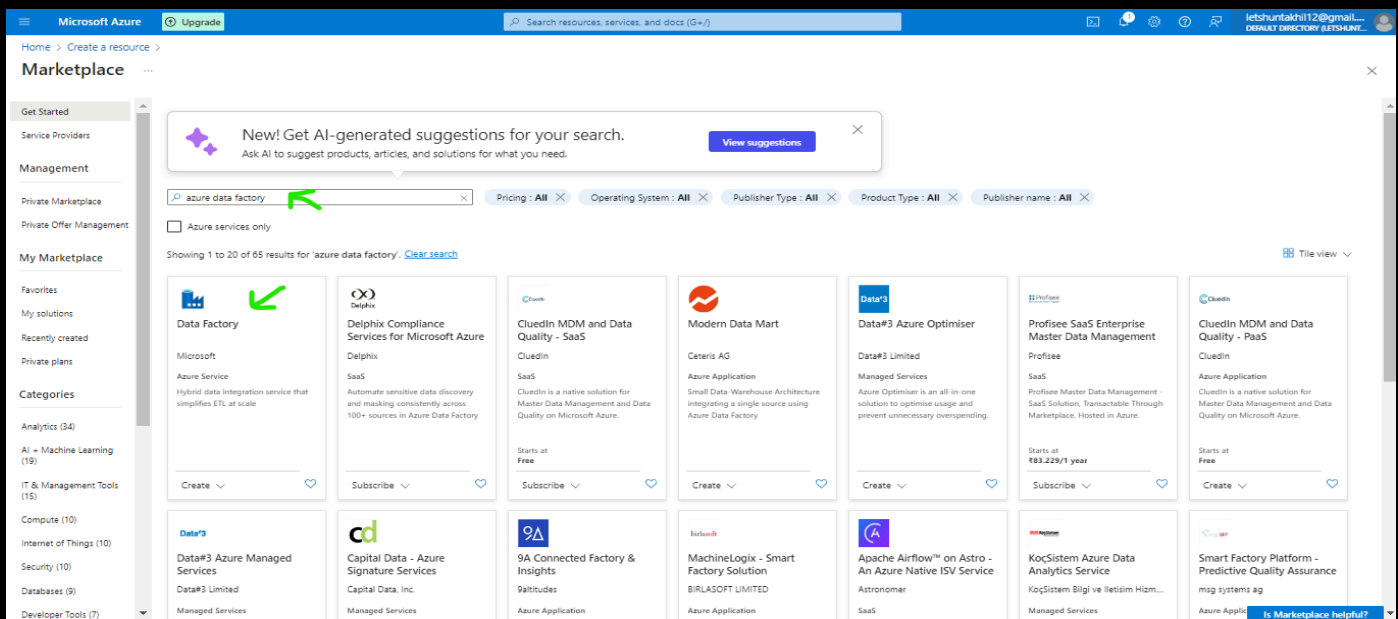 Microsoft Azure
Upgrade
Search resources, services, and docs (G+/)
1
letshuntakhil12@gmail....
DEFAULT DIRECTORY (LETSHUNT...
Home > Create a resource >
Marketplace ...
Get Started
Service Providers
Management
Private Marketplace
Private Offer Management
My Marketplace
Favorites
My solutions
Recently created
Private plans
Categories
Analytics (34)
AI + Machine Learning
(19)
IT & Management Tools
(15)
Compute (10)
Internet of Things (10)
Security (10)
Databases (9)
Developer Tools (7)
New! Get AI-generated suggestions for your search.
Ask AI to suggest products, articles, and solutions for what you need.
View suggestions
azure data factory
Pricing : All
Operating System : All
Publisher Type : All
Product Type : All
Publisher name : All
Azure services only
Showing 1 to 20 of 65 results for 'azure data factory'. Clear search
Tile view
Data Factory
Microsoft
Azure Service
Hybrid data integration service that
simplifies ETL at scale
Create
Delphix
Delphix Compliance
Services for Microsoft Azure
Delphix
SaaS
Automate sensitive data discovery
and masking consistently across
100+ sources in Azure Data Factory
Subscribe
CluedIn
CluedIn MDM and Data
Quality - SaaS
CluedIn
SaaS
CluedIn is a native solution for
Master Data Management and Data
Quality on Microsoft Azure.
Starts at
Free
Subscribe
Modern Data Mart
Ceteris AG
Azure Application
Small Data-Warehouse Architecture
integrating a single source using
Azure Data Factory
Create
Data#3
Data#3 Azure Optimiser
Data#3 Limited
Managed Services
Azure Optimiser is an all-in-one
solution to optimise usage and
prevent unnecessary overspending.
Create
Profisee
Profisee SaaS Enterprise
Master Data Management
Profisee
SaaS
Profisee Master Data Management -
SaaS Solution, Transactable Through
Marketplace, Hosted in Azure.
Starts at
₹83.229/1 year
Subscribe
CluedIn
CluedIn MDM and Data
Quality - PaaS
CluedIn
Azure Application
CluedIn is a native solution for
Master Data Management and Data
Quality on Microsoft Azure.
Starts at
Free
Create
Data#3
Data#3 Azure Managed
Services
Data#3 Limited
Managed Services
cd
Capital Data - Azure
Signature Services
Capital Data, Inc.
Managed Services
9A Connected Factory &
Insights
9altitudes
Azure Application
birlasoft
MachineLogix - Smart
Factory Solution
BIRLASOFT LIMITED
Azure Application
Apache Airflow™ on Astro -
An Azure Native ISV Service
Astronomer
SaaS
KoçSistem Azure Data
Analytics Service
KoçSistem Bilgi ve Iletisim Hizm...
Managed Services
Smart Factory Platform -
Predictive Quality Assurance
msg systems ag
Azure Applic
Is Marketplace helpful?